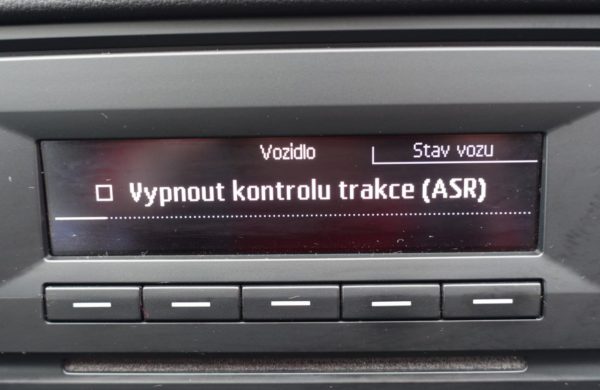 Vozidlo Stav vozu
Vypnout kontrolu trakce (ASR)